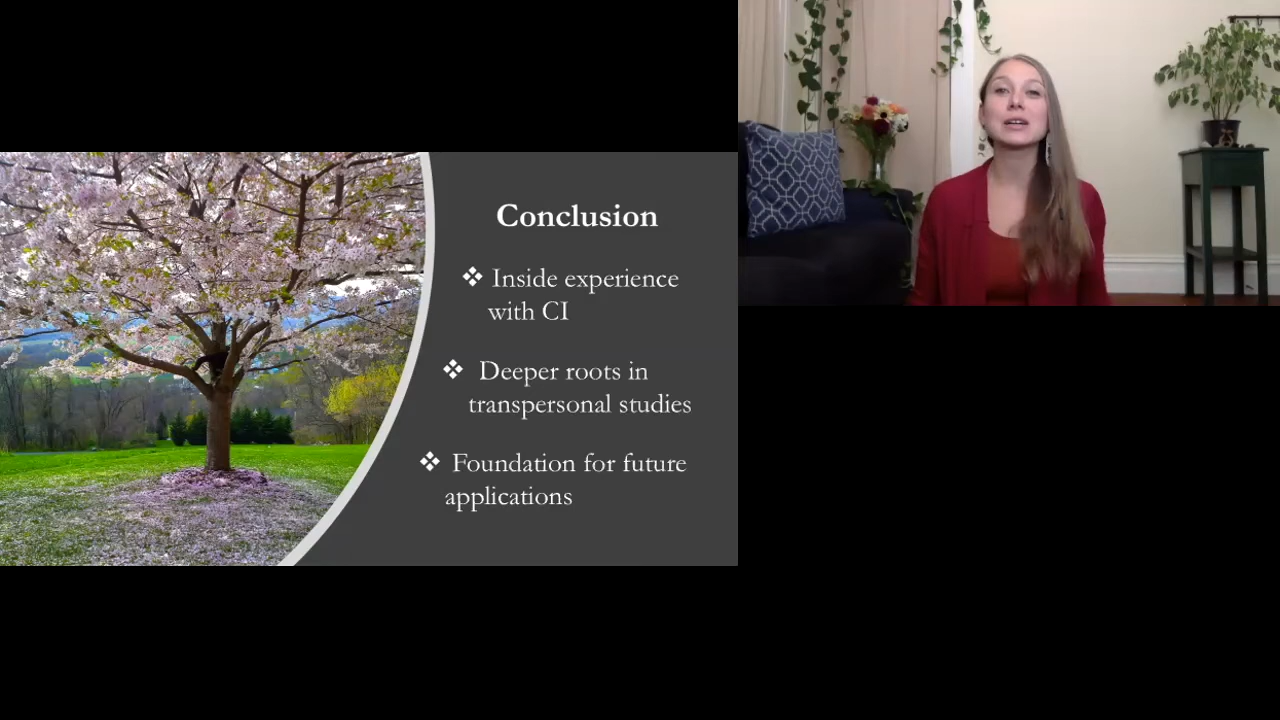 Conclusion
❖ Inside experience
with CI
❖ Deeper roots in
transpersonal studies
❖ Foundation for future
applications